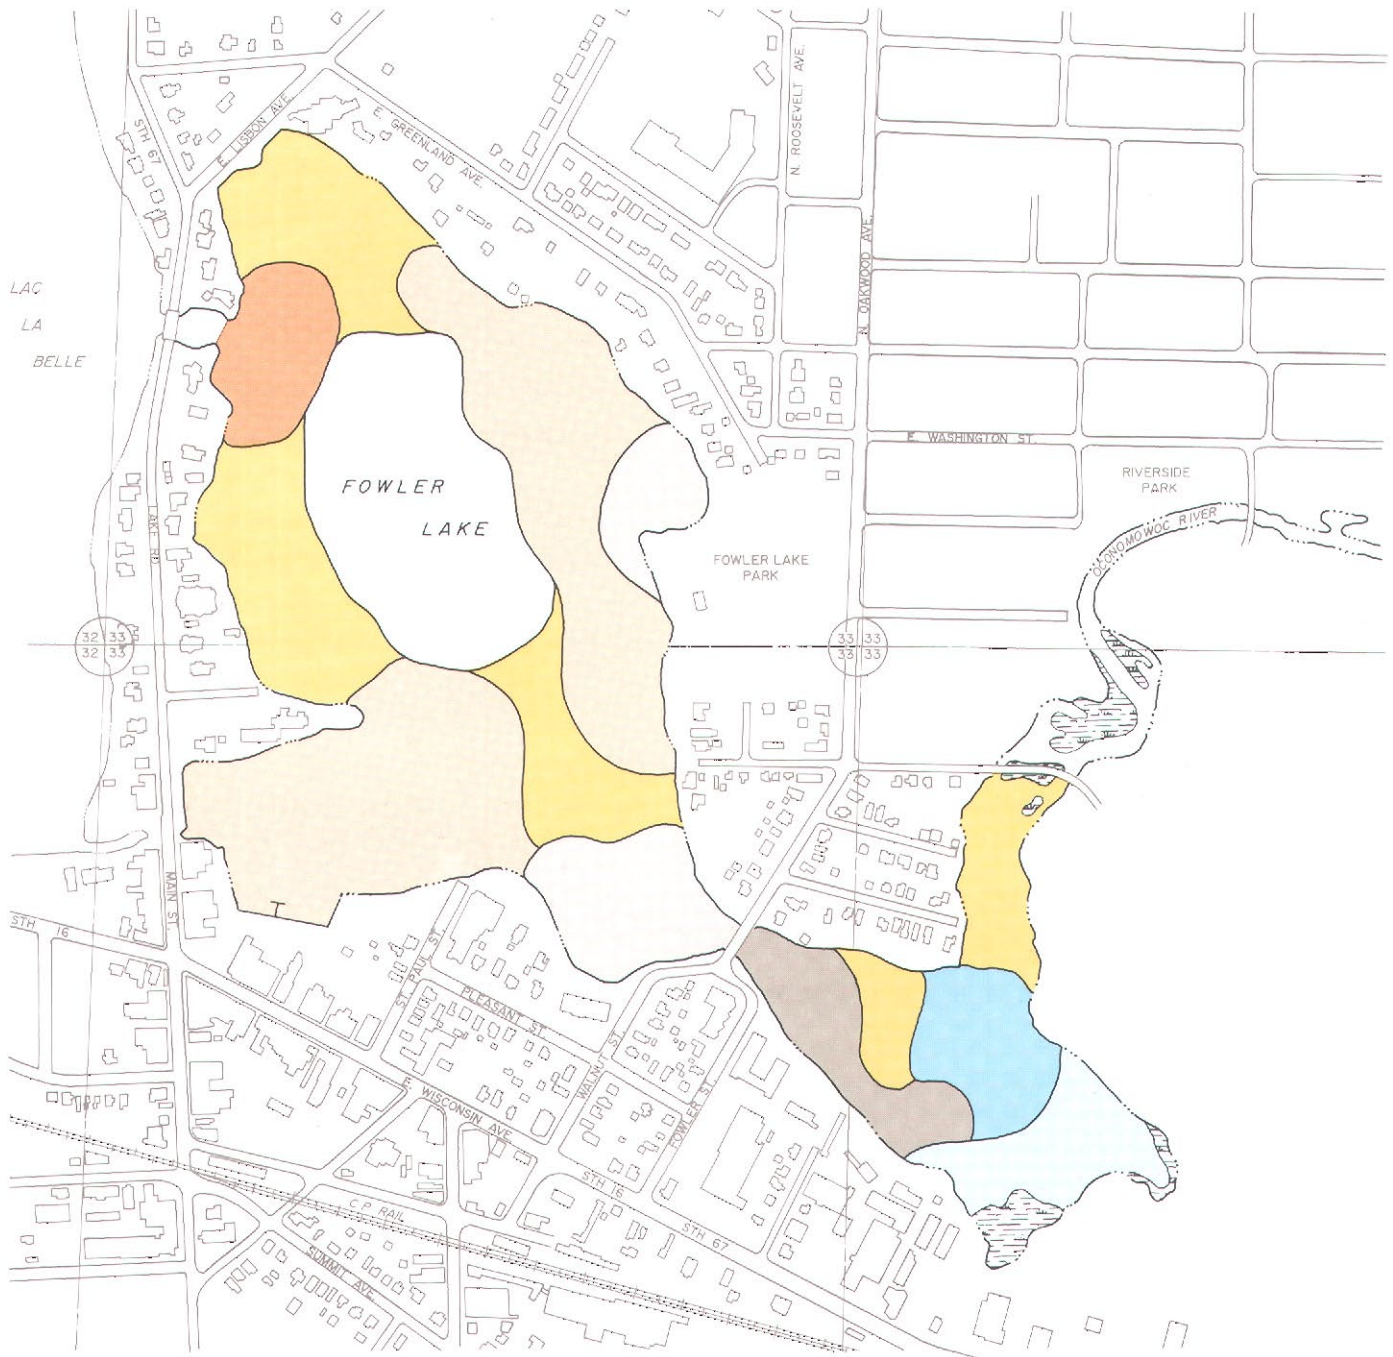 STH 67
E. LISBON AVE.
E. GREENLAND AVE.
N. ROOSEVELT AVE.
N. OAKWOOD AVE.
LAC
LA
BELLE
E. WASHINGTON ST.
RIVERSIDE
PARK
FOWLER
LAKE
OCONOMOWOC RIVER
LAKE RD
FOWLER LAKE
PARK
32 33
32 33
33 33
33 33
MAIN ST.
STH 16
ST. PAUL ST.
PLEASANT ST.
WALNUT ST.
FOWLER ST.
E. WISCONSIN AVE.
STH 16
STH 67
C.P. RAIL
SUMMIT AVE.